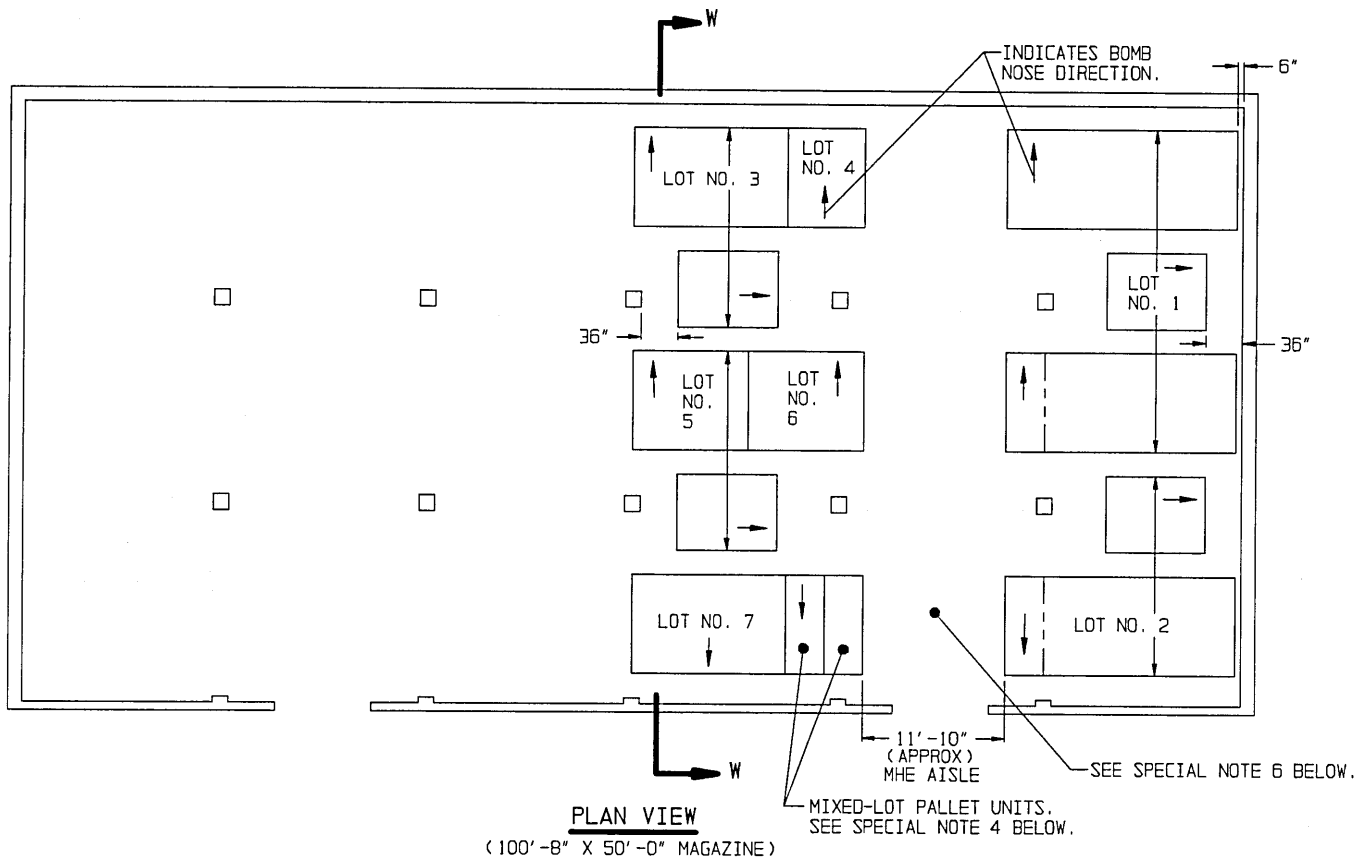 W
INDICATES BOMB
NOSE DIRECTION.
6"
LOT NO. 3
LOT
NO. 4
LOT
NO. 1
36"
36"
LOT
NO.
5
LOT
NO.
6
LOT NO. 7
LOT NO. 2
11'-10"
(APPROX)
MHE AISLE
SEE SPECIAL NOTE 6 BELOW.
W
MIXED-LOT PALLET UNITS.
SEE SPECIAL NOTE 4 BELOW.
PLAN VIEW
(100'-8" X 50'-0" MAGAZINE)